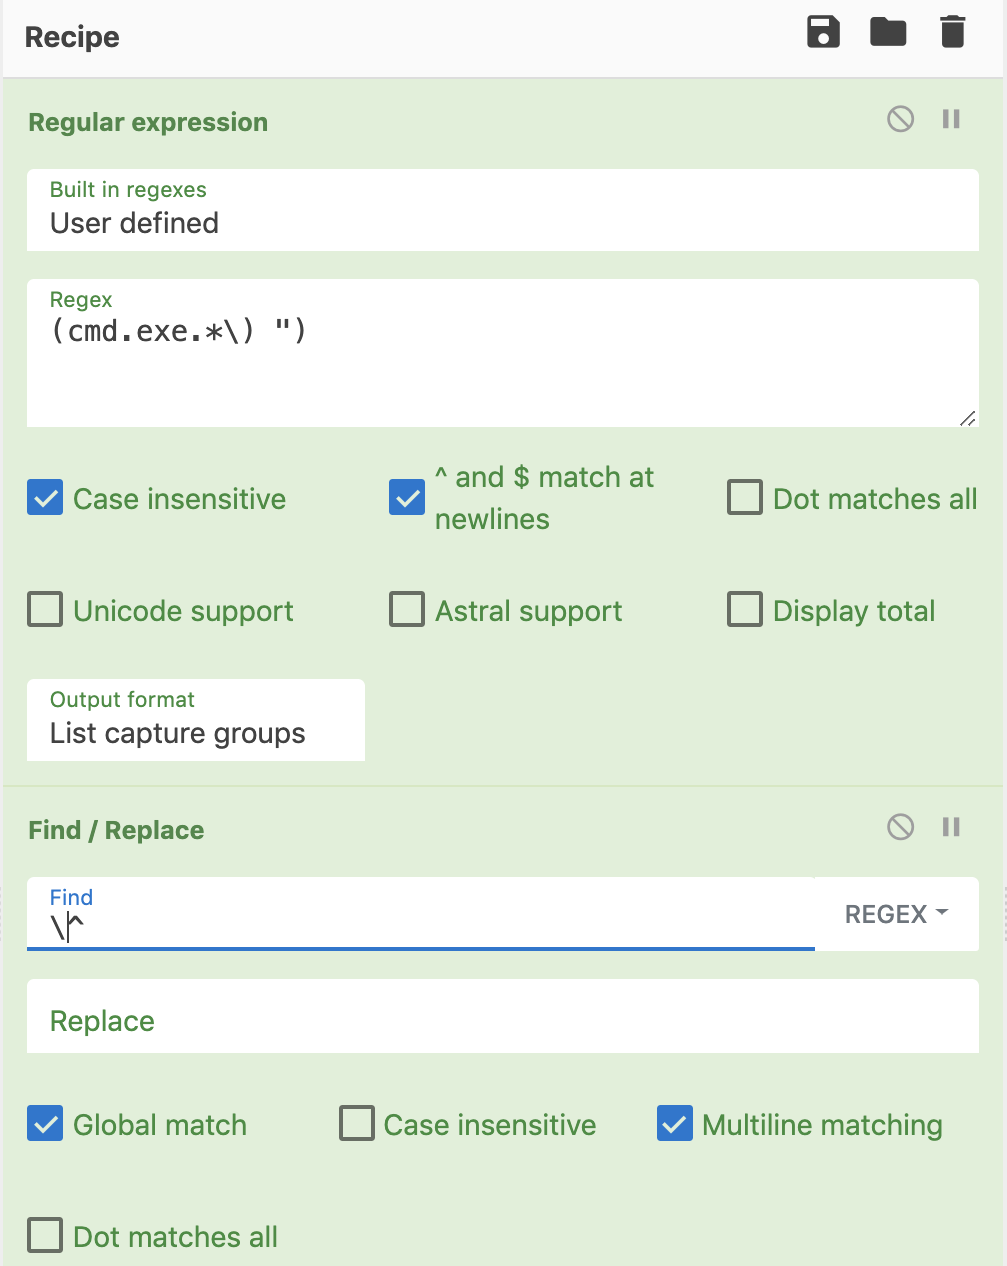 Recipe
Regular expression
Built in regexes
User defined
Regex
(cmd.exe.*\) ")
Case insensitive
^ and $ match at
newlines
Dot matches all
Unicode support
Astral support
Display total
Output format
List capture groups
Find / Replace
Find
\^
REGEX
Replace
Global match
Case insensitive
Multiline matching
Dot matches all